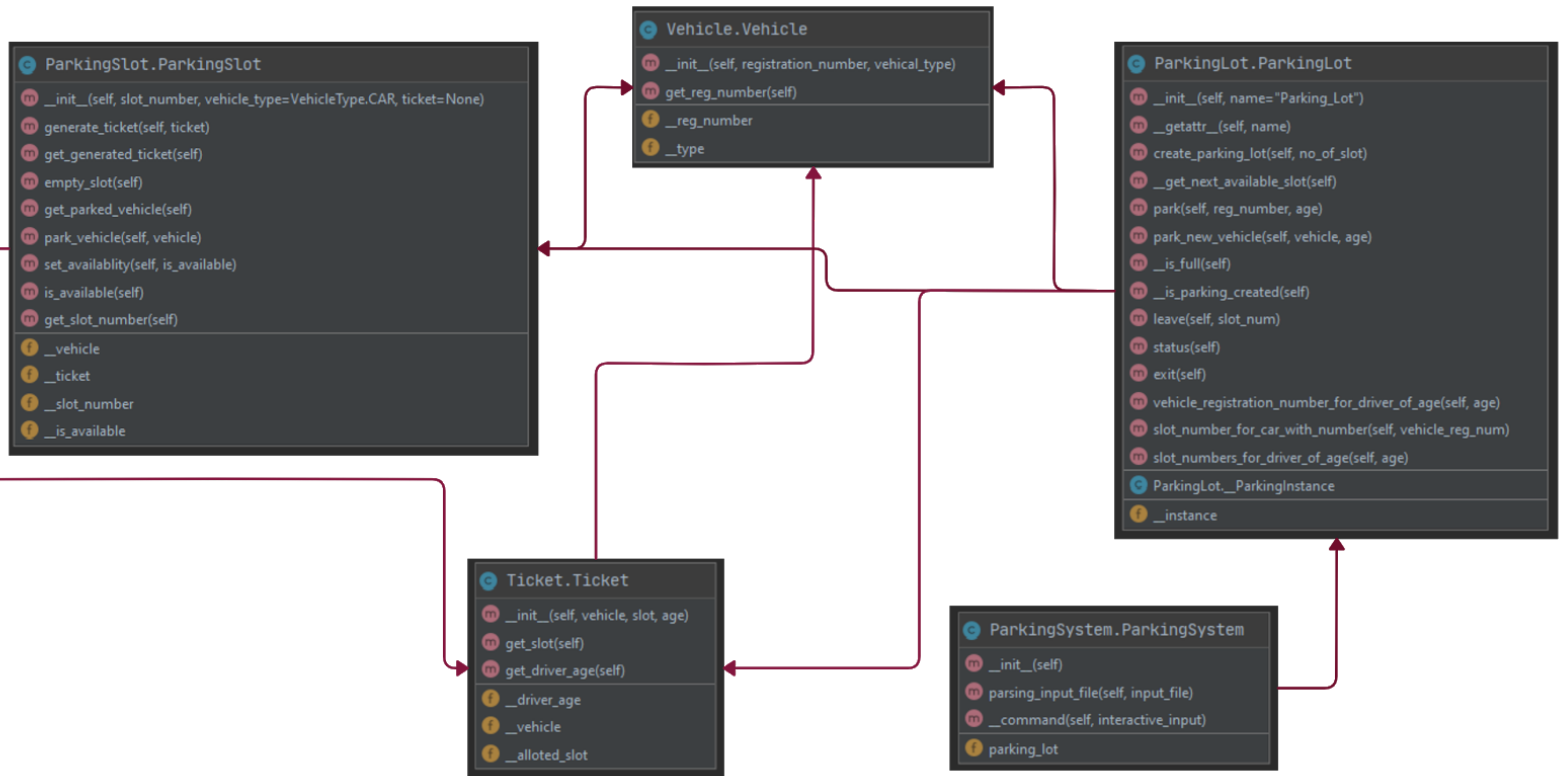 ParkingSlot.ParkingSlot
__init__(self, slot_number, vehicle_type=VehicleType.CAR, ticket=None)
generate_ticket(self, ticket)
get_generated_ticket(self)
empty_slot(self)
get_parked_vehicle(self)
park_vehicle(self, vehicle)
set_availablity(self, is_available)
is_available(self)
get_slot_number(self)
__vehicle
__ticket
__slot_number
__is_available
Vehicle.Vehicle
__init__(self, registration_number, vehical_type)
get_reg_number(self)
__reg_number
__type
ParkingLot.ParkingLot
__init__(self, name="Parking_Lot")
__getattr__(self, name)
create_parking_lot(self, no_of_slot)
__get_next_available_slot(self)
park(self, reg_number, age)
park_new_vehicle(self, vehicle, age)
__is_full(self)
__is_parking_created(self)
leave(self, slot_num)
status(self)
exit(self)
vehicle_registration_number_for_driver_of_age(self, age)
slot_number_for_car_with_number(self, vehicle_reg_num)
slot_numbers_for_driver_of_age(self, age)
ParkingLot.__ParkingInstance
__instance
Ticket.Ticket
__init__(self, vehicle, slot, age)
get_slot(self)
get_driver_age(self)
__driver_age
__vehicle
__alloted_slot
ParkingSystem.ParkingSystem
__init__(self)
parsing_input_file(self, input_file)
__command(self, interactive_input)
parking_lot